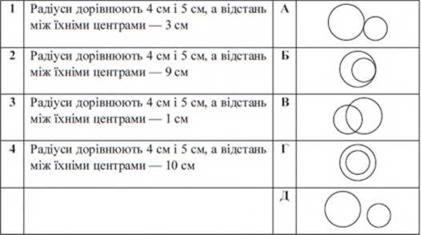 1 Радіуси дорівнюють 4 см і 5 см, а відстань А
між їхніми центрами — 3 см
2 Радіуси дорівнюють 4 см і 5 см, а відстань Б
між їхніми центрами — 9 см
3 Радіуси дорівнюють 4 см і 5 см, а відстань В
між їхніми центрами — 1 см
4 Радіуси дорівнюють 4 см і 5 см, а відстань Г
між їхніми центрами — 10 см
Д